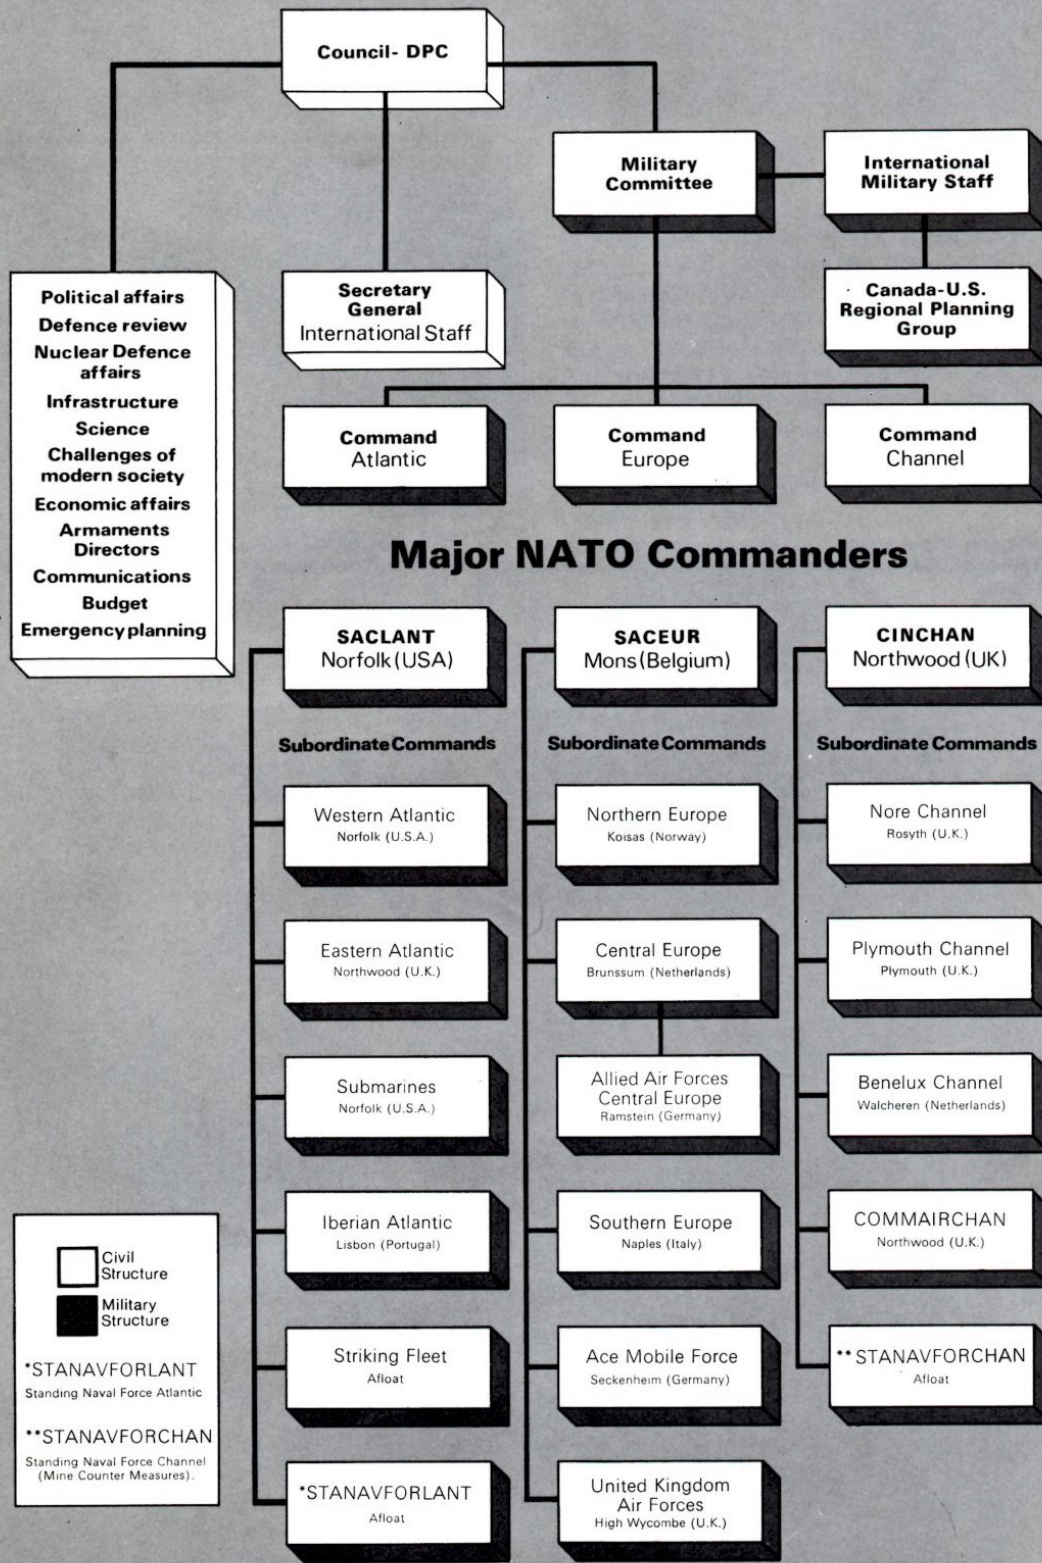 Council- DPC
Military
Committee
International
Military Staff
Political affairs
Defence review
Nuclear Defence
affairs
Infrastructure
Science
Challenges of
modern society
Economic affairs
Armaments
Directors
Communications
Budget
Emergency planning
Secretary
General
International Staff
Canada-U.S.
Regional Planning
Group
Command
Atlantic
Command
Europe
Command
Channel
Major NATO Commanders
SACLANT
Norfolk (USA)
Subordinate Commands
Western Atlantic
Norfolk (U.S.A.)
Eastern Atlantic
Northwood (U.K.)
Submarines
Norfolk (U.S.A.)
Iberian Atlantic
Lisbon (Portugal)
Striking Fleet
Afloat
*STANAVFORLANT
Afloat
SACEUR
Mons (Belgium)
Subordinate Commands
Northern Europe
Koisas (Norway)
Central Europe
Brunssum (Netherlands)
Allied Air Forces
Central Europe
Ramstein (Germany)
Southern Europe
Naples (Italy)
Ace Mobile Force
Seckenheim (Germany)
United Kingdom
Air Forces
High Wycombe (U.K.)
CINCHAN
Northwood (UK)
Subordinate Commands
Nore Channel
Rosyth (U.K.)
Plymouth Channel
Plymouth (U.K.)
Benelux Channel
Walcheren (Netherlands)
COMMAIRCHAN
Northwood (U.K.)
**STANAVFORCHAN
Afloat
Civil
Structure
Military
Structure
*STANAVFORLANT
Standing Naval Force Atlantic
**STANAVFORCHAN
Standing Naval Force Channel
(Mine Counter Measures).